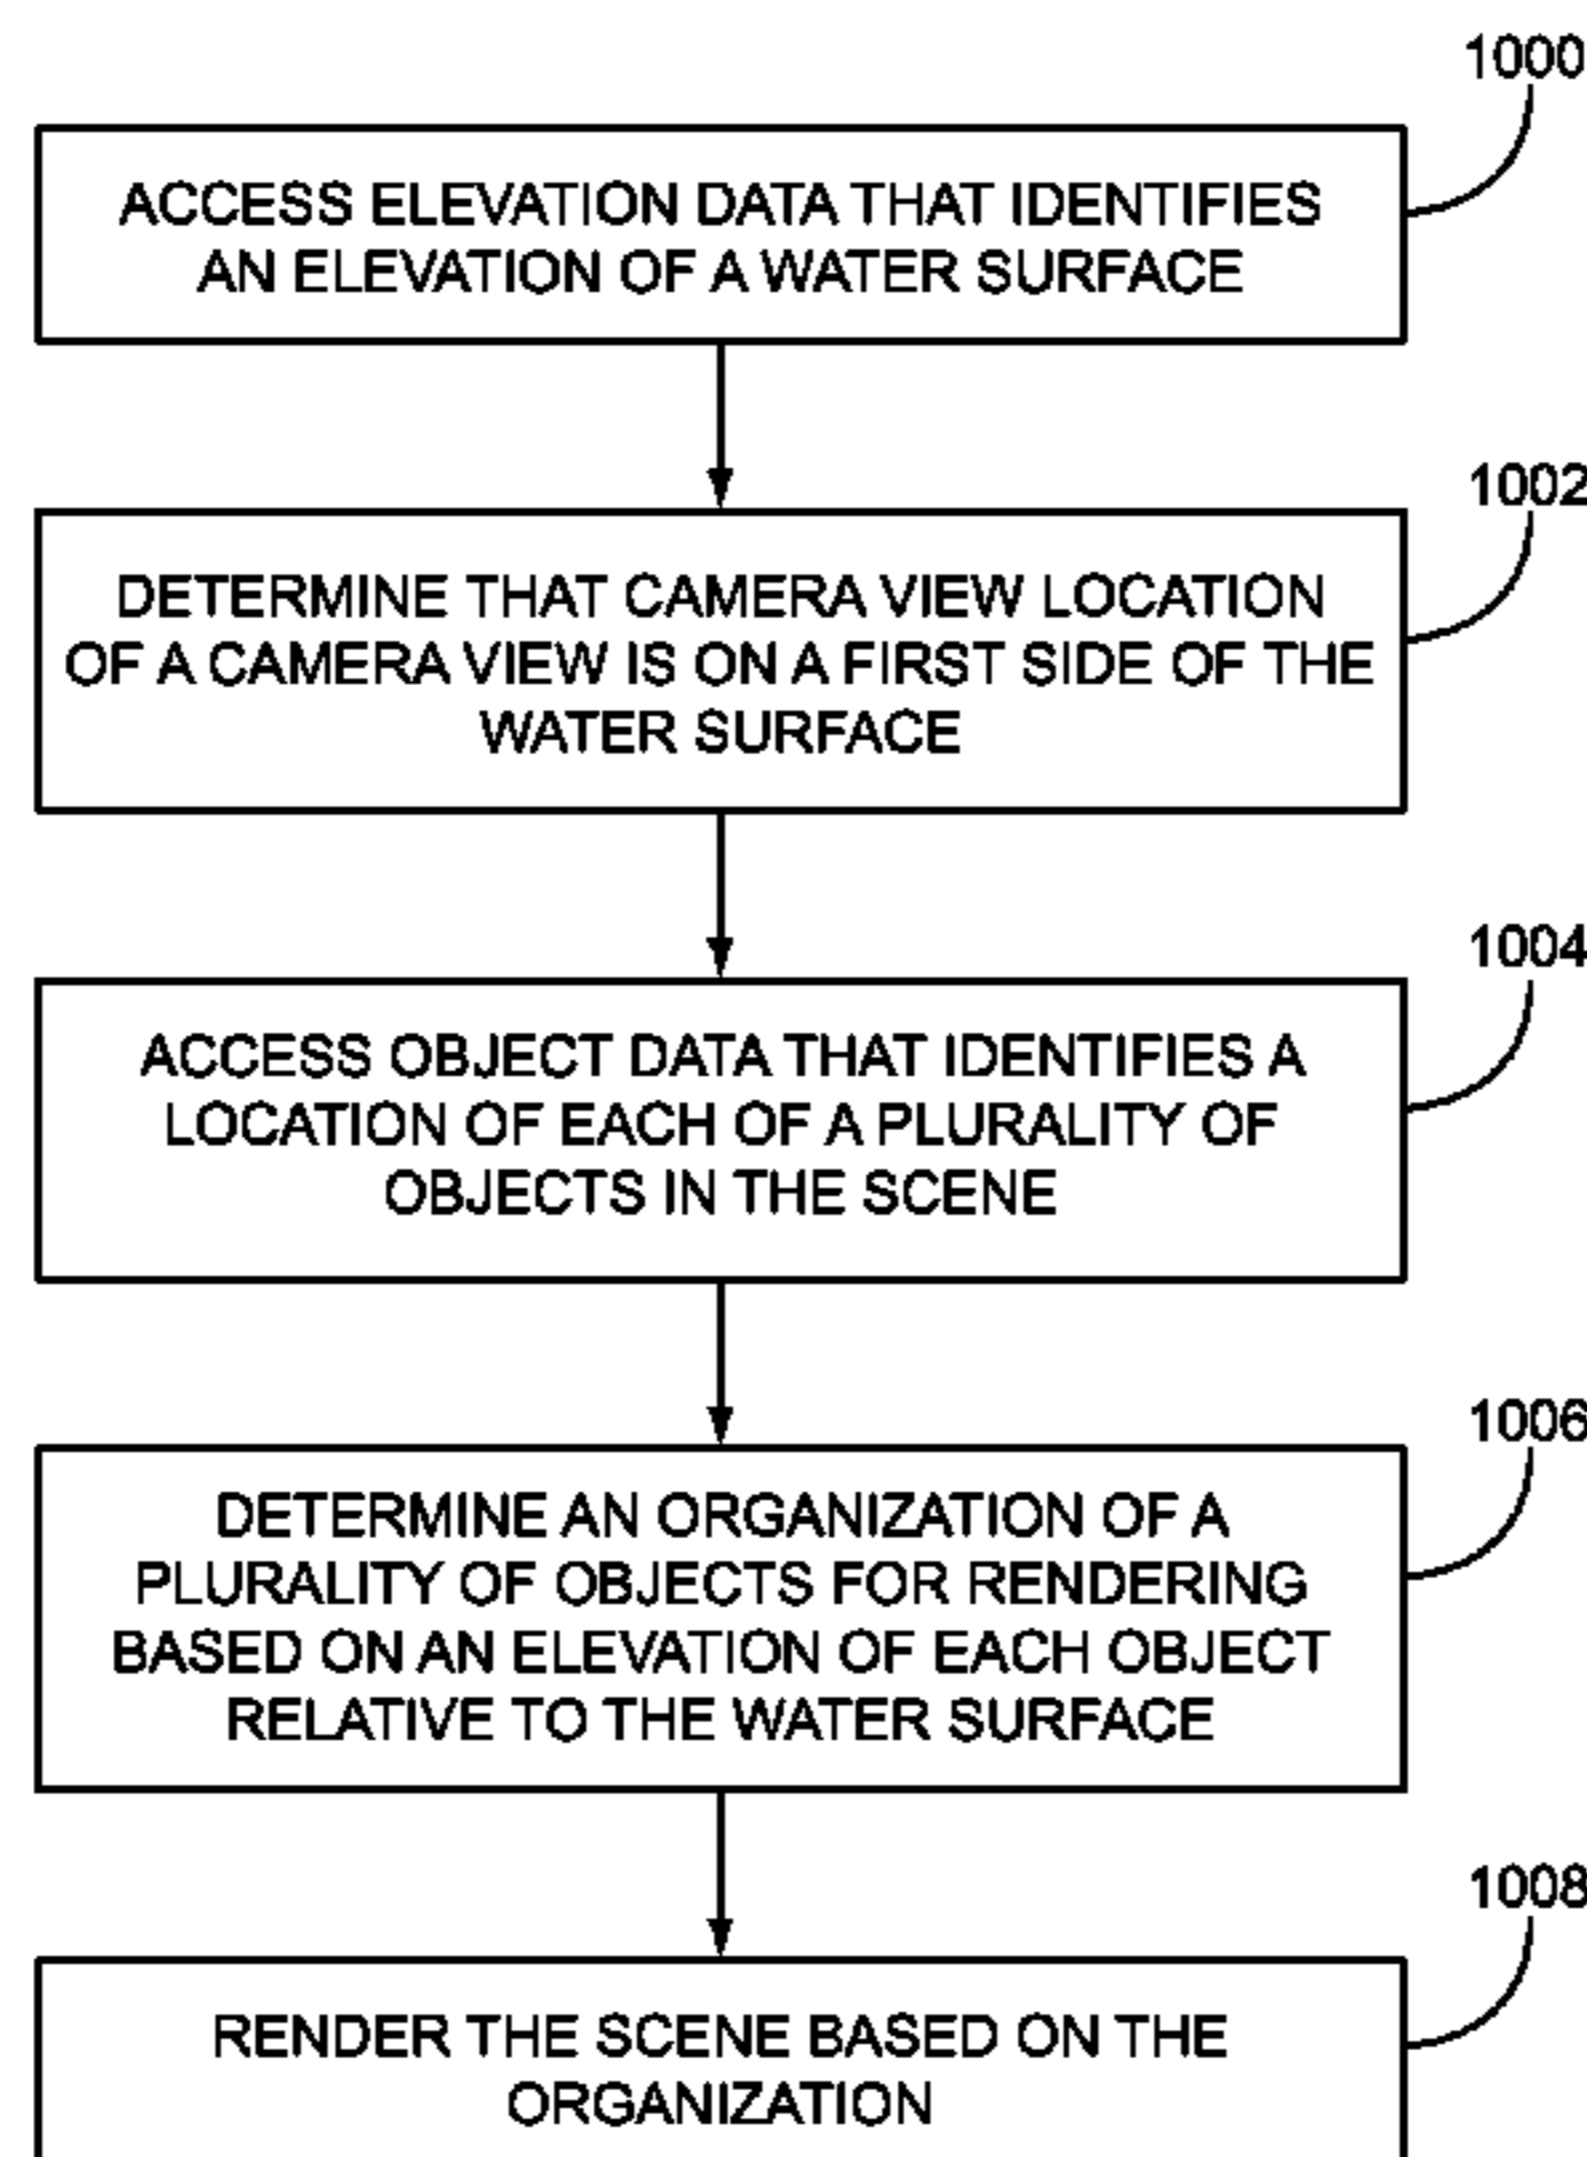 1000
ACCESS ELEVATION DATA THAT IDENTIFIES
AN ELEVATION OF A WATER SURFACE
1002
DETERMINE THAT CAMERA VIEW LOCATION
OF A CAMERA VIEW IS ON A FIRST SIDE OF THE
WATER SURFACE
1004
ACCESS OBJECT DATA THAT IDENTIFIES A
LOCATION OF EACH OF A PLURALITY OF
OBJECTS IN THE SCENE
1006
DETERMINE AN ORGANIZATION OF A
PLURALITY OF OBJECTS FOR RENDERING
BASED ON AN ELEVATION OF EACH OBJECT
RELATIVE TO THE WATER SURFACE
1008
RENDER THE SCENE BASED ON THE
ORGANIZATION